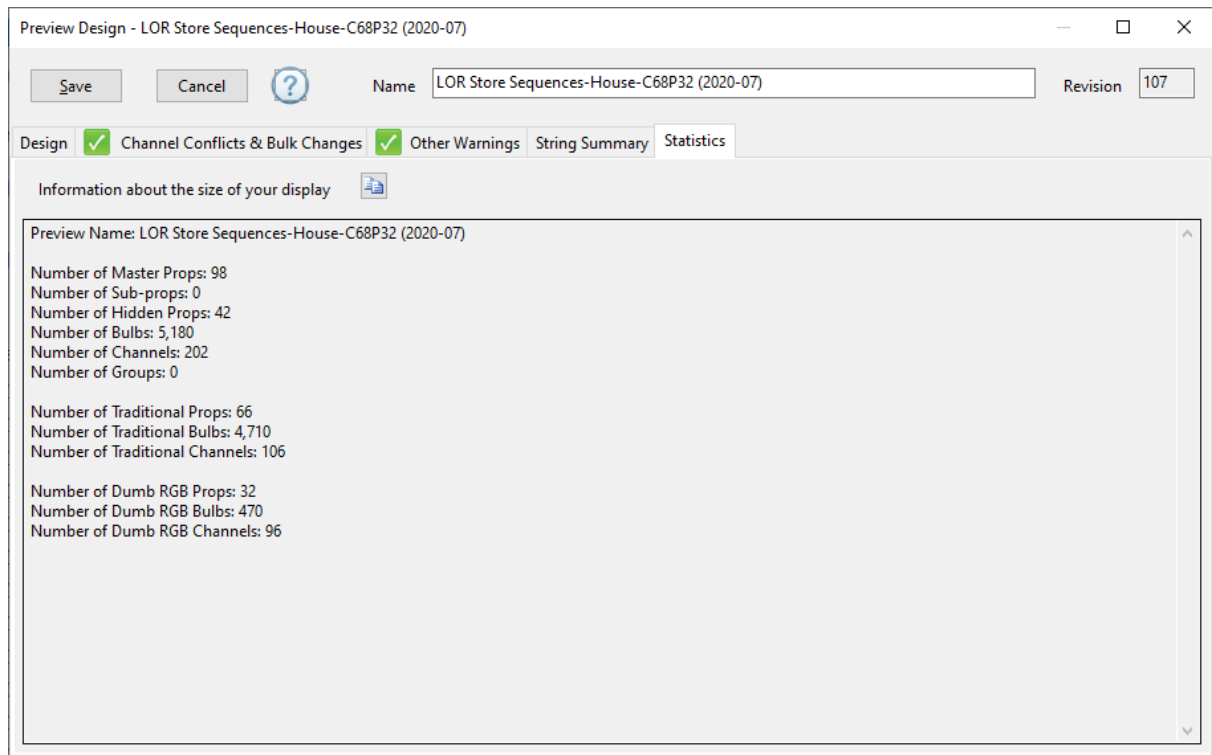 Preview Design - LOR Store Sequences-House-C68P32 (2020-07)
Save Cancel ? Name LOR Store Sequences-House-C68P32 (2020-07) Revision 107
Design Channel Conflicts & Bulk Changes Other Warnings String Summary Statistics
Information about the size of your display
Preview Name: LOR Store Sequences-House-C68P32 (2020-07)
Number of Master Props: 98
Number of Sub-props: 0
Number of Hidden Props: 42
Number of Bulbs: 5,180
Number of Channels: 202
Number of Groups: 0
Number of Traditional Props: 66
Number of Traditional Bulbs: 4,710
Number of Traditional Channels: 106
Number of Dumb RGB Props: 32
Number of Dumb RGB Bulbs: 470
Number of Dumb RGB Channels: 96